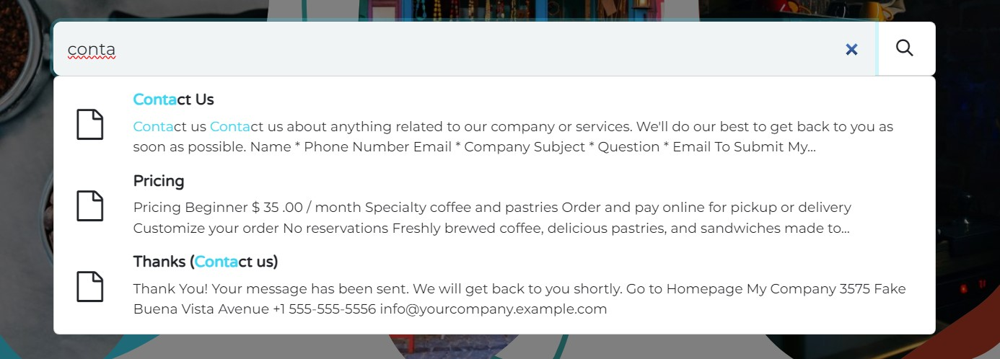 conta
Contact Us
Contact us Contact us about anything related to our company or services. We'll do our best to get back to you as
soon as possible. Name * Phone Number Email * Company Subject * Question * Email To Submit My...
Pricing
Pricing Beginner $ 35 .00 / month Specialty coffee and pastries Order and pay online for pickup or delivery
Customize your order No reservations Freshly brewed coffee, delicious pastries, and sandwiches made to...
Thanks (Contact us)
Thank You! Your message has been sent. We will get back to you shortly. Go to Homepage My Company 3575 Fake
Buena Vista Avenue +1 555-555-5556 info@yourcompany.example.com